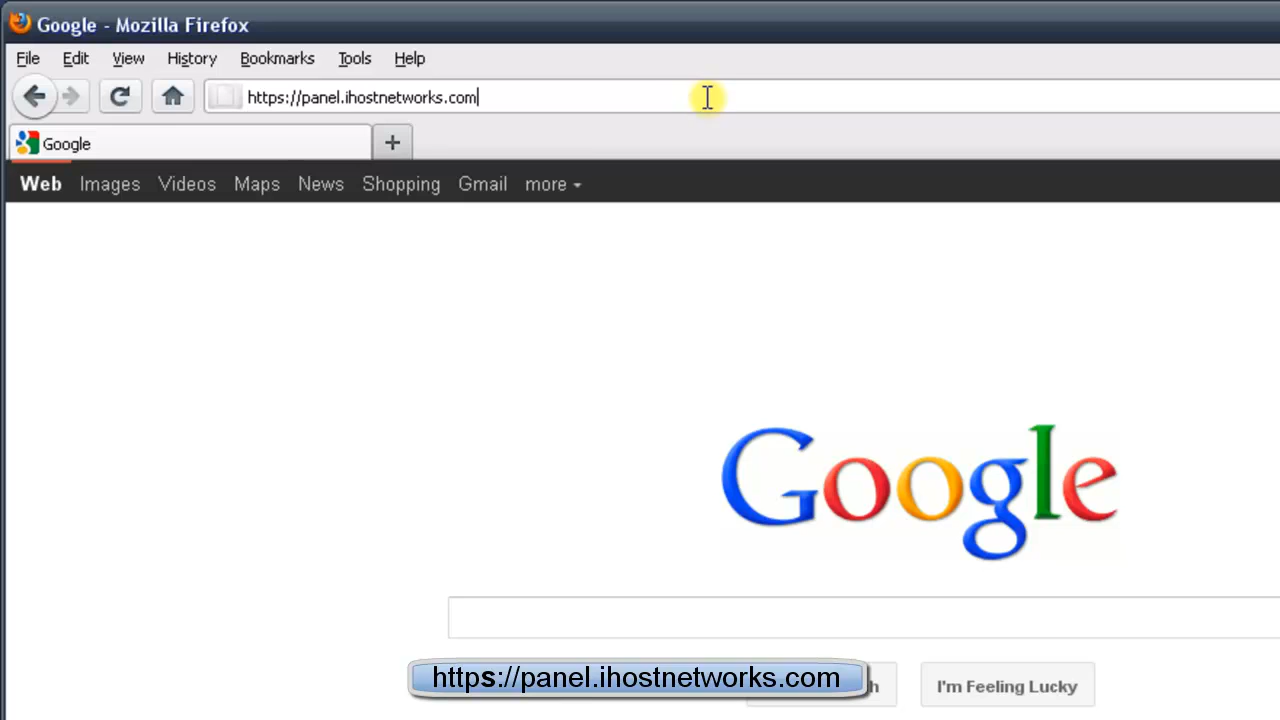 Google - Mozilla Firefox
File Edit View History Bookmarks Tools Help
https://panel.ihostnetworks.com
Google
Web Images Videos Maps News Shopping Gmail more
Google
https://panel.ihostnetworks.com
I'm Feeling Lucky